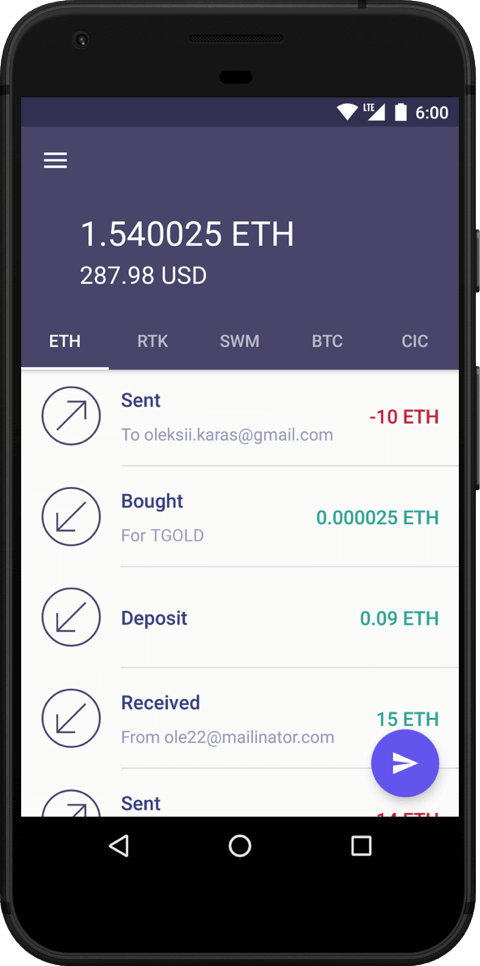 LTE 6:00
1.540025 ETH
287.98 USD
ETH RTK SWM BTC CIC
Sent
-10 ETH
To oleksii.karas@gmail.com
Bought
0.000025 ETH
For TGOLD
Deposit 0.09 ETH
Received
15 ETH
From ole22@mailinator.com
Sent
-14 ETH